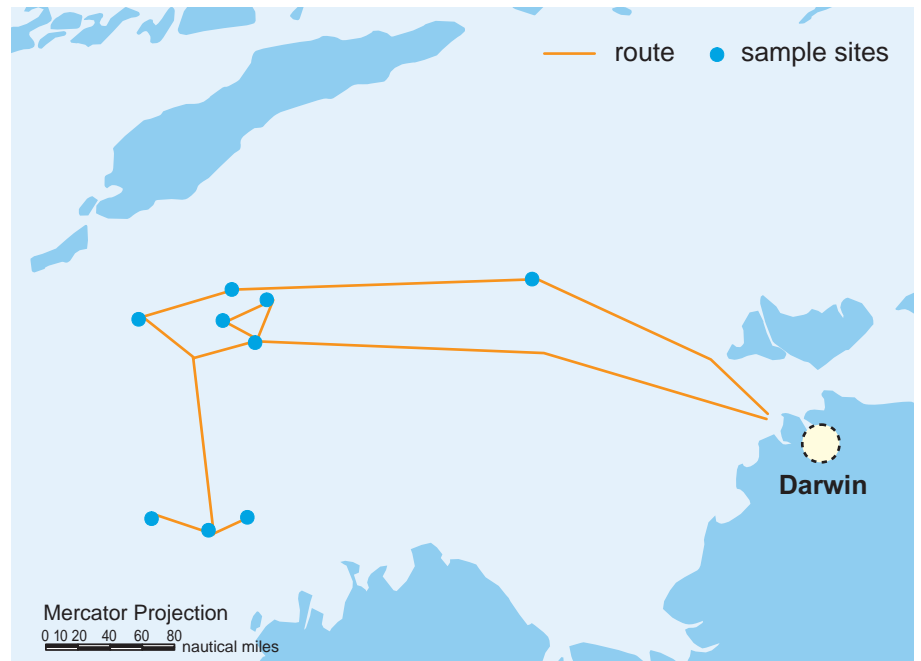 route sample sites
Darwin
Mercator Projection
0 10 20 40 60 80
nautical miles